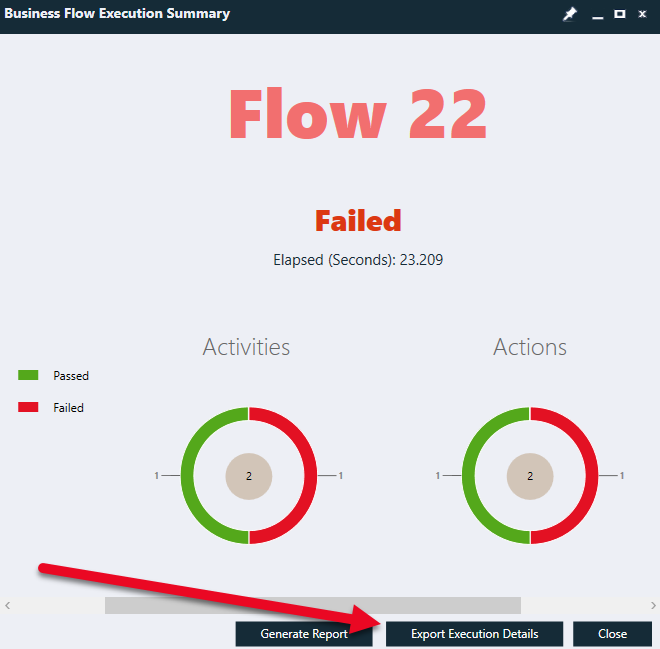 Business Flow Execution Summary
Flow 22
Failed
Elapsed (Seconds): 23.209
Activities
Actions
Passed
Failed
1
2
1
1
2
1
Generate Report
Export Execution Details
Close